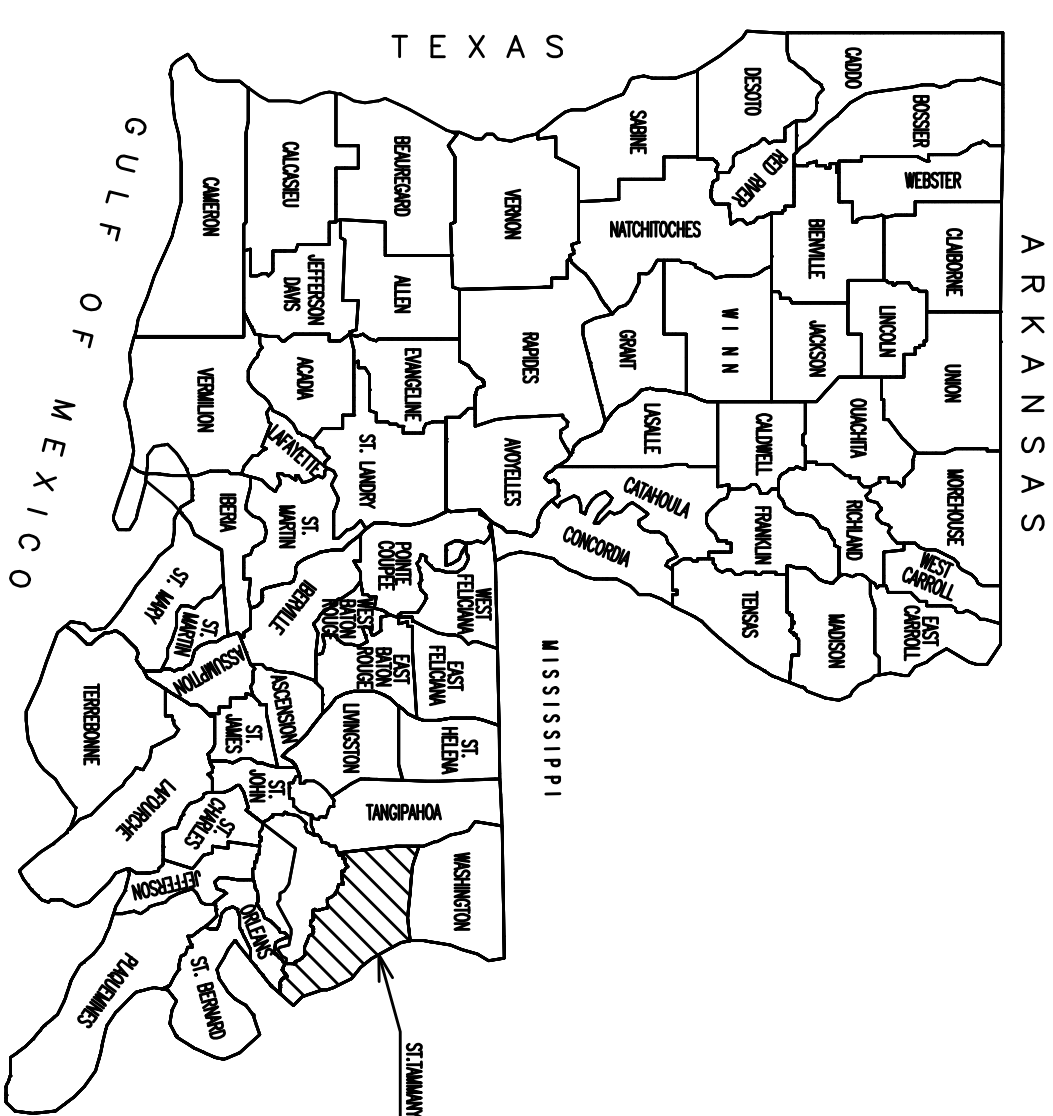 ARKANSAS
TEXAS
MISSISSIPPI
GULF OF MEXICO
CADDO
BOSSIER
WEBSTER
CLAIBORNE
UNION
MOREHOUSE
WEST
CARROLL
EAST
CARROLL
LINCOLN
BIENVILLE
JACKSON
OUACHITA
RICHLAND
MADISON
DESOTO
RED RIVER
WINN
CALDWELL
FRANKLIN
TENSAS
SABINE
NATCHITOCHES
GRANT
LASALLE
CATAHOULA
CONCORDIA
VERNON
RAPIDES
AVOYELLES
BEAUREGARD
ALLEN
EVANGELINE
ST. LANDRY
POINTE
COUPEE
WEST
FELICIANA
EAST
FELICIANA
ST.
HELENA
TANGIPAHOA
WASHINGTON
CALCASIEU
JEFFERSON
DAVIS
ACADIA
LAFAYETTE
ST.
MARTIN
IBERVILLE
WEST
BATON
ROUGE
EAST
BATON
ROUGE
LIVINGSTON
ST.TAMMANY
CAMERON
VERMILION
IBERIA
ST. MARY
ST.
MARTIN
ASSUMPTION
ASCENSION
ST.
JAMES
ST.
JOHN
ST.
CHARLES
TERREBONNE
LAFOURCHE
JEFFERSON
ORLEANS
ST. BERNARD
PLAQUEMINES